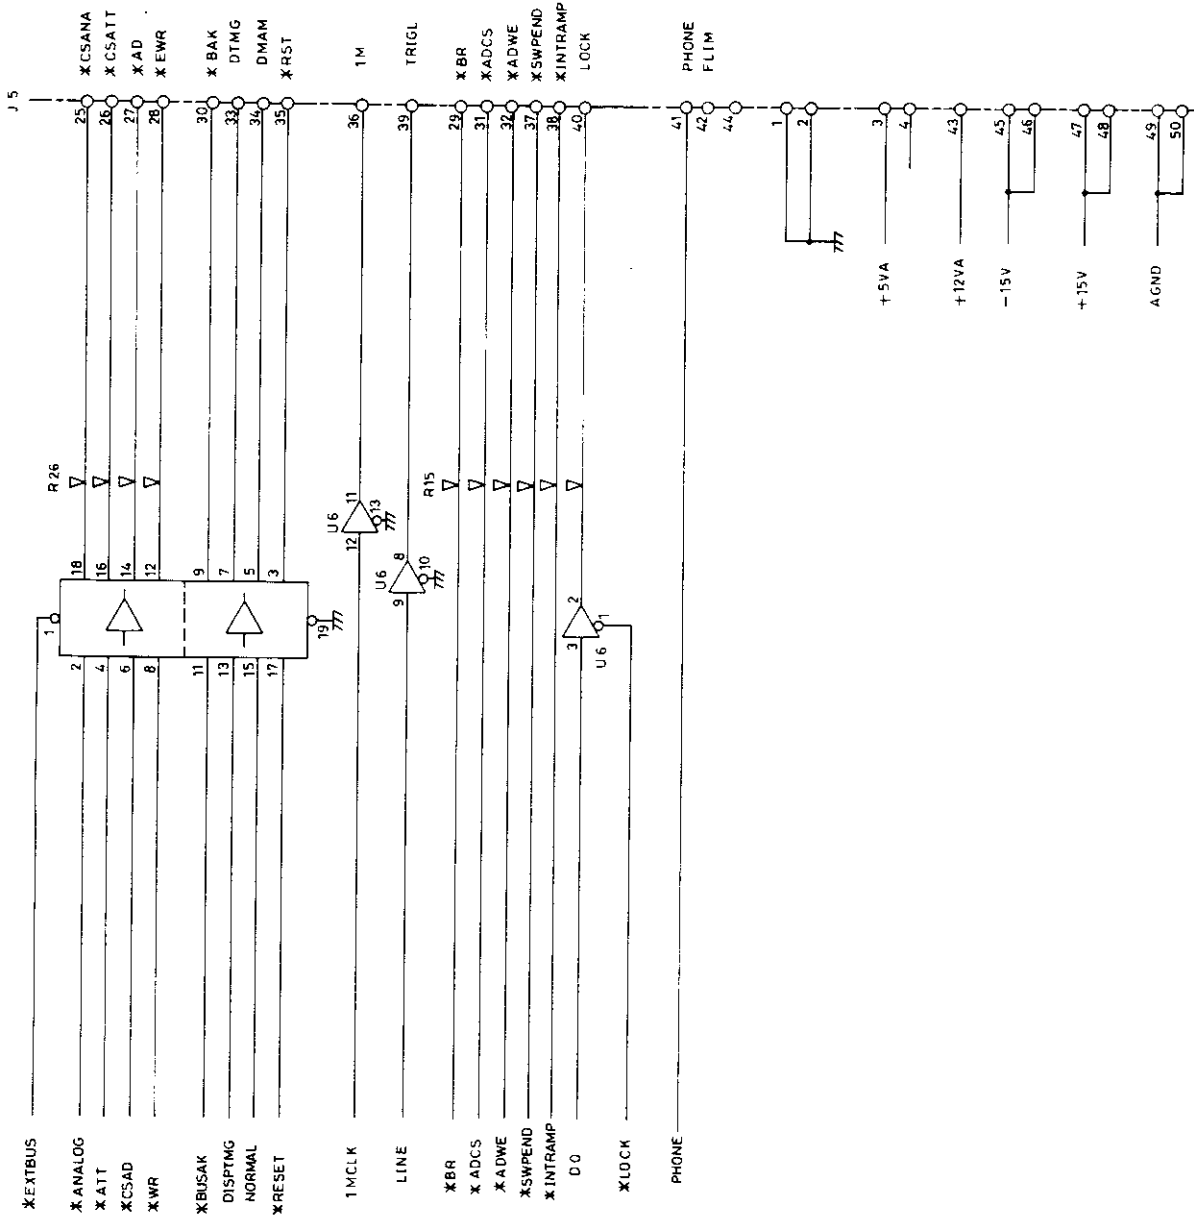 J5
25 *CSANA
26 *CSATT
27 *AD
28 *EWR
30 *BAK
33 DTMG
34 DMAM
35 *RST
36 1M
39 TRIGL
29 *BR
31 *ADCS
32 *ADWE
37 *SWPEND
38 *INTRAMP
40 LOCK
41 PHONE
42 FLIM
44
1
2
3
4
43
45
46
47
48
49
50
+5VA
+12VA
-15V
+15V
AGND
R26
R15
18
16
14
12
9
7
5
3
1
19
2
4
6
8
11
13
15
17
U6
12
11
13
U6
9
8
10
U6
3
2
1
*EXTBUS
*ANALOG
*ATT
*CSAD
*WR
*BUSAK
DISPTMG
NORMAL
*RESET
1MCLK
LINE
*BR
*ADCS
*ADWE
*SWPEND
*INTRAMP
D0
*LOCK
PHONE